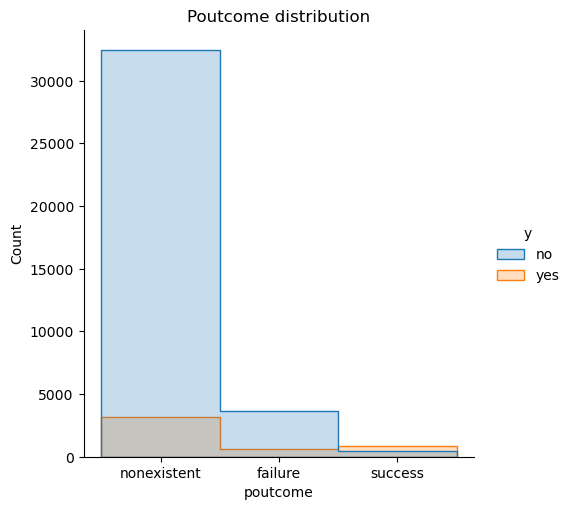 Poutcome distribution
30000
25000
20000
15000
10000
5000
0
Count
nonexistent
failure
success
poutcome
y
no
yes